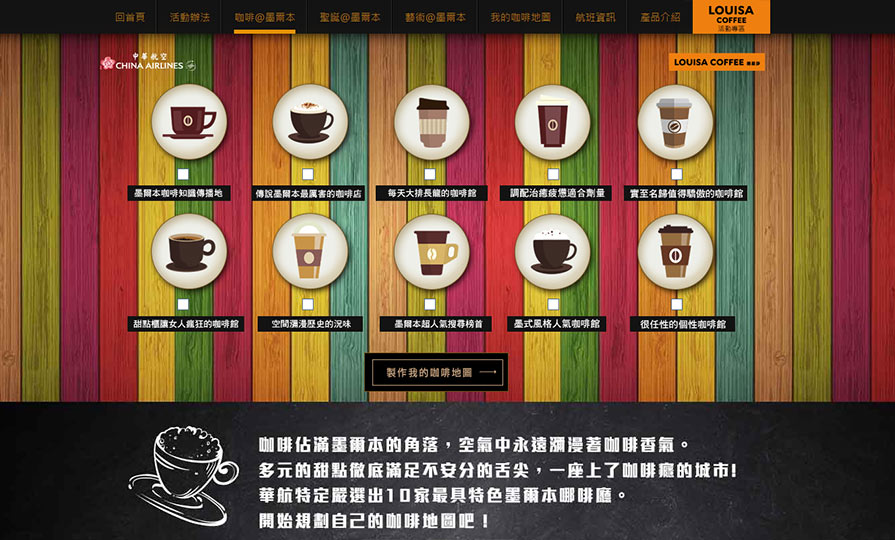 回首頁
活動辦法
咖啡@墨爾本
聖誕@墨爾本
藝術@墨爾本
我的咖啡地圖
航班資訊
產品介紹
LOUISA
COFFEE
活動專區
中華航空
CHINA AIRLINES
LOUISA COFFEE 路易莎
墨爾本咖啡知識傳播地
傳說墨爾本最厲害的咖啡店
每天大排長龍的咖啡館
調配治癒疲憊適合劑量
實至名歸值得驕傲的咖啡館
甜點櫃讓女人瘋狂的咖啡館
空間瀰漫歷史的況味
墨爾本超人氣搜尋榜首
墨式風格人氣咖啡館
很任性的個性咖啡館
製作我的咖啡地圖
咖啡佔滿墨爾本的角落，空氣中永遠瀰漫著咖啡香氣。
多元的甜點徹底滿足不安分的舌尖，一座上了咖啡癮的城市!
華航特定嚴選出10家最具特色墨爾本哪啡廳。
開始規劃自己的咖啡地圖吧！